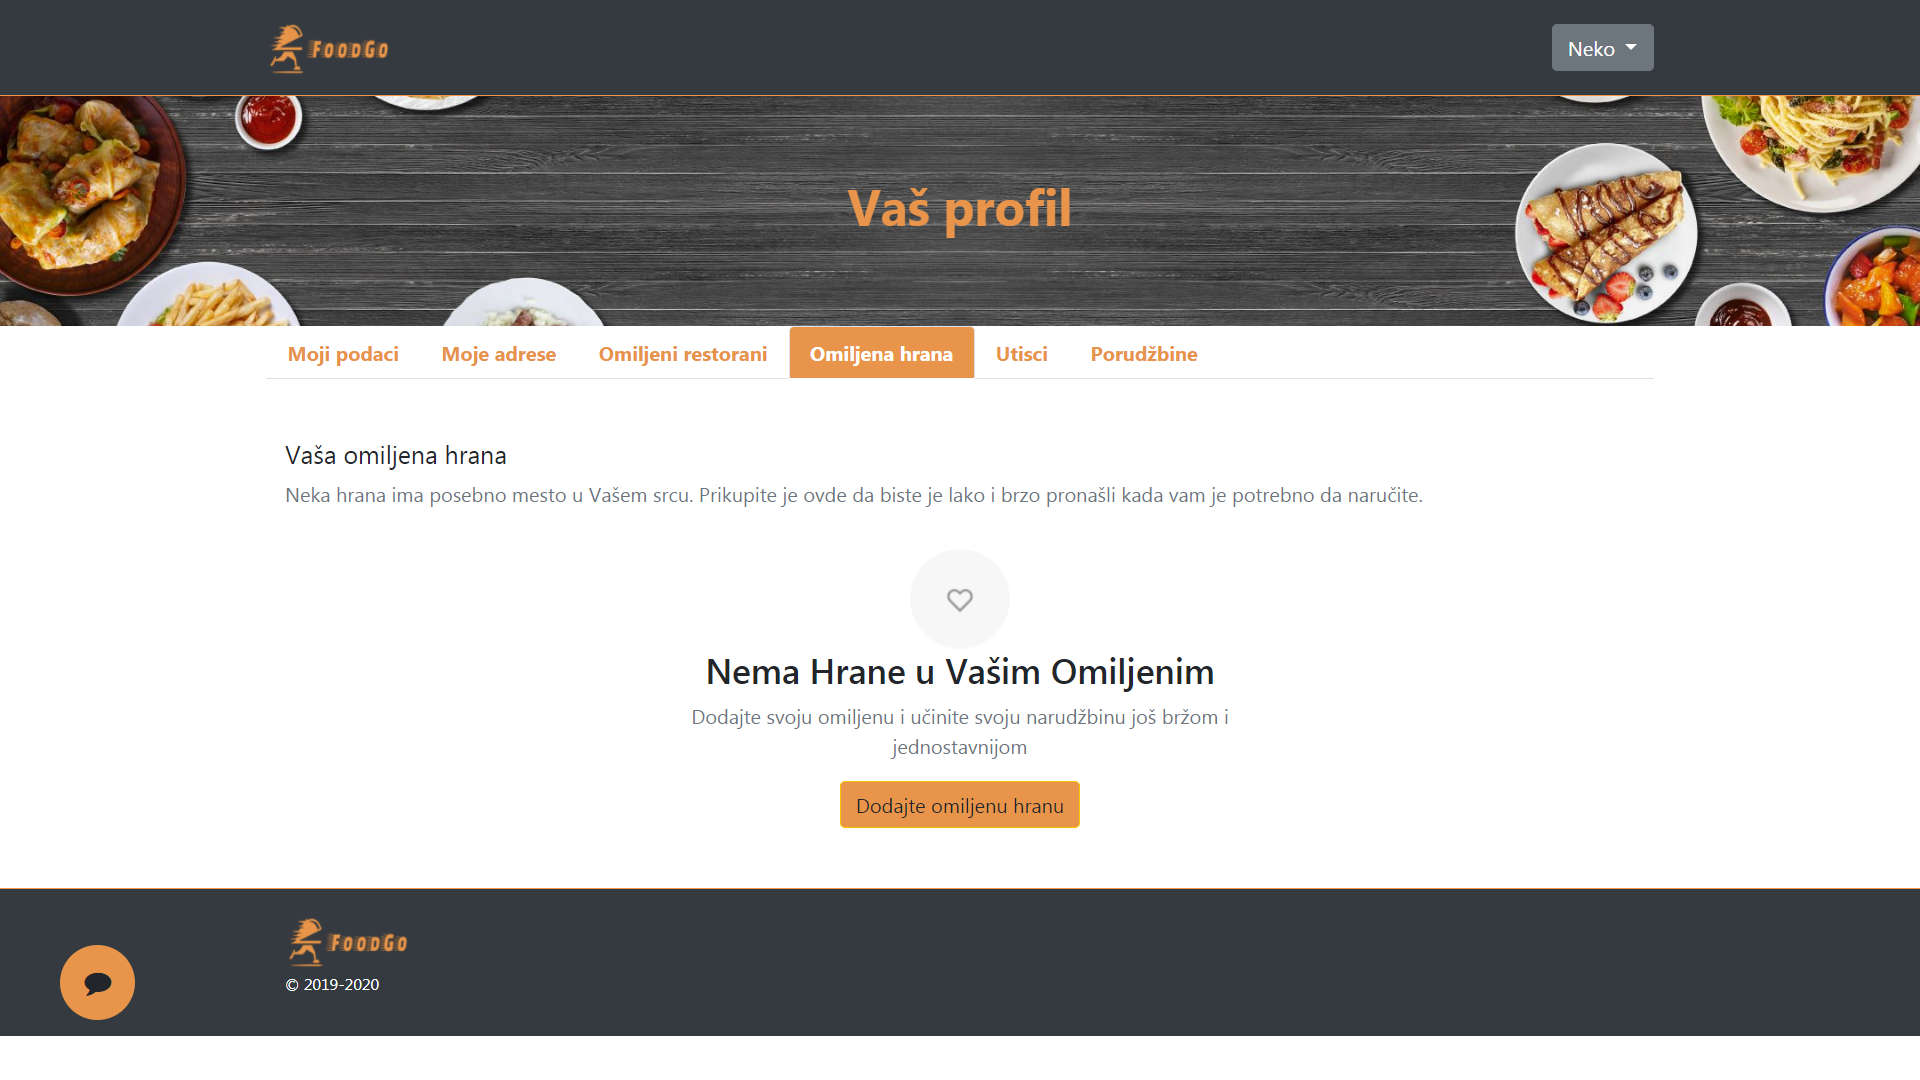 FoodGo
Neko
Vaš profil
Moji podaci
Moje adrese
Omiljeni restorani
Omiljena hrana
Utisci
Porudžbine
Vaša omiljena hrana
Neka hrana ima posebno mesto u Vašem srcu. Prikupite je ovde da biste je lako i brzo pronašli kada vam je potrebno da naručite.
Nema Hrane u Vašim Omiljenim
Dodajte svoju omiljenu i učinite svoju narudžbinu još bržom i
jednostavnijom
Dodajte omiljenu hranu
FoodGo
© 2019-2020